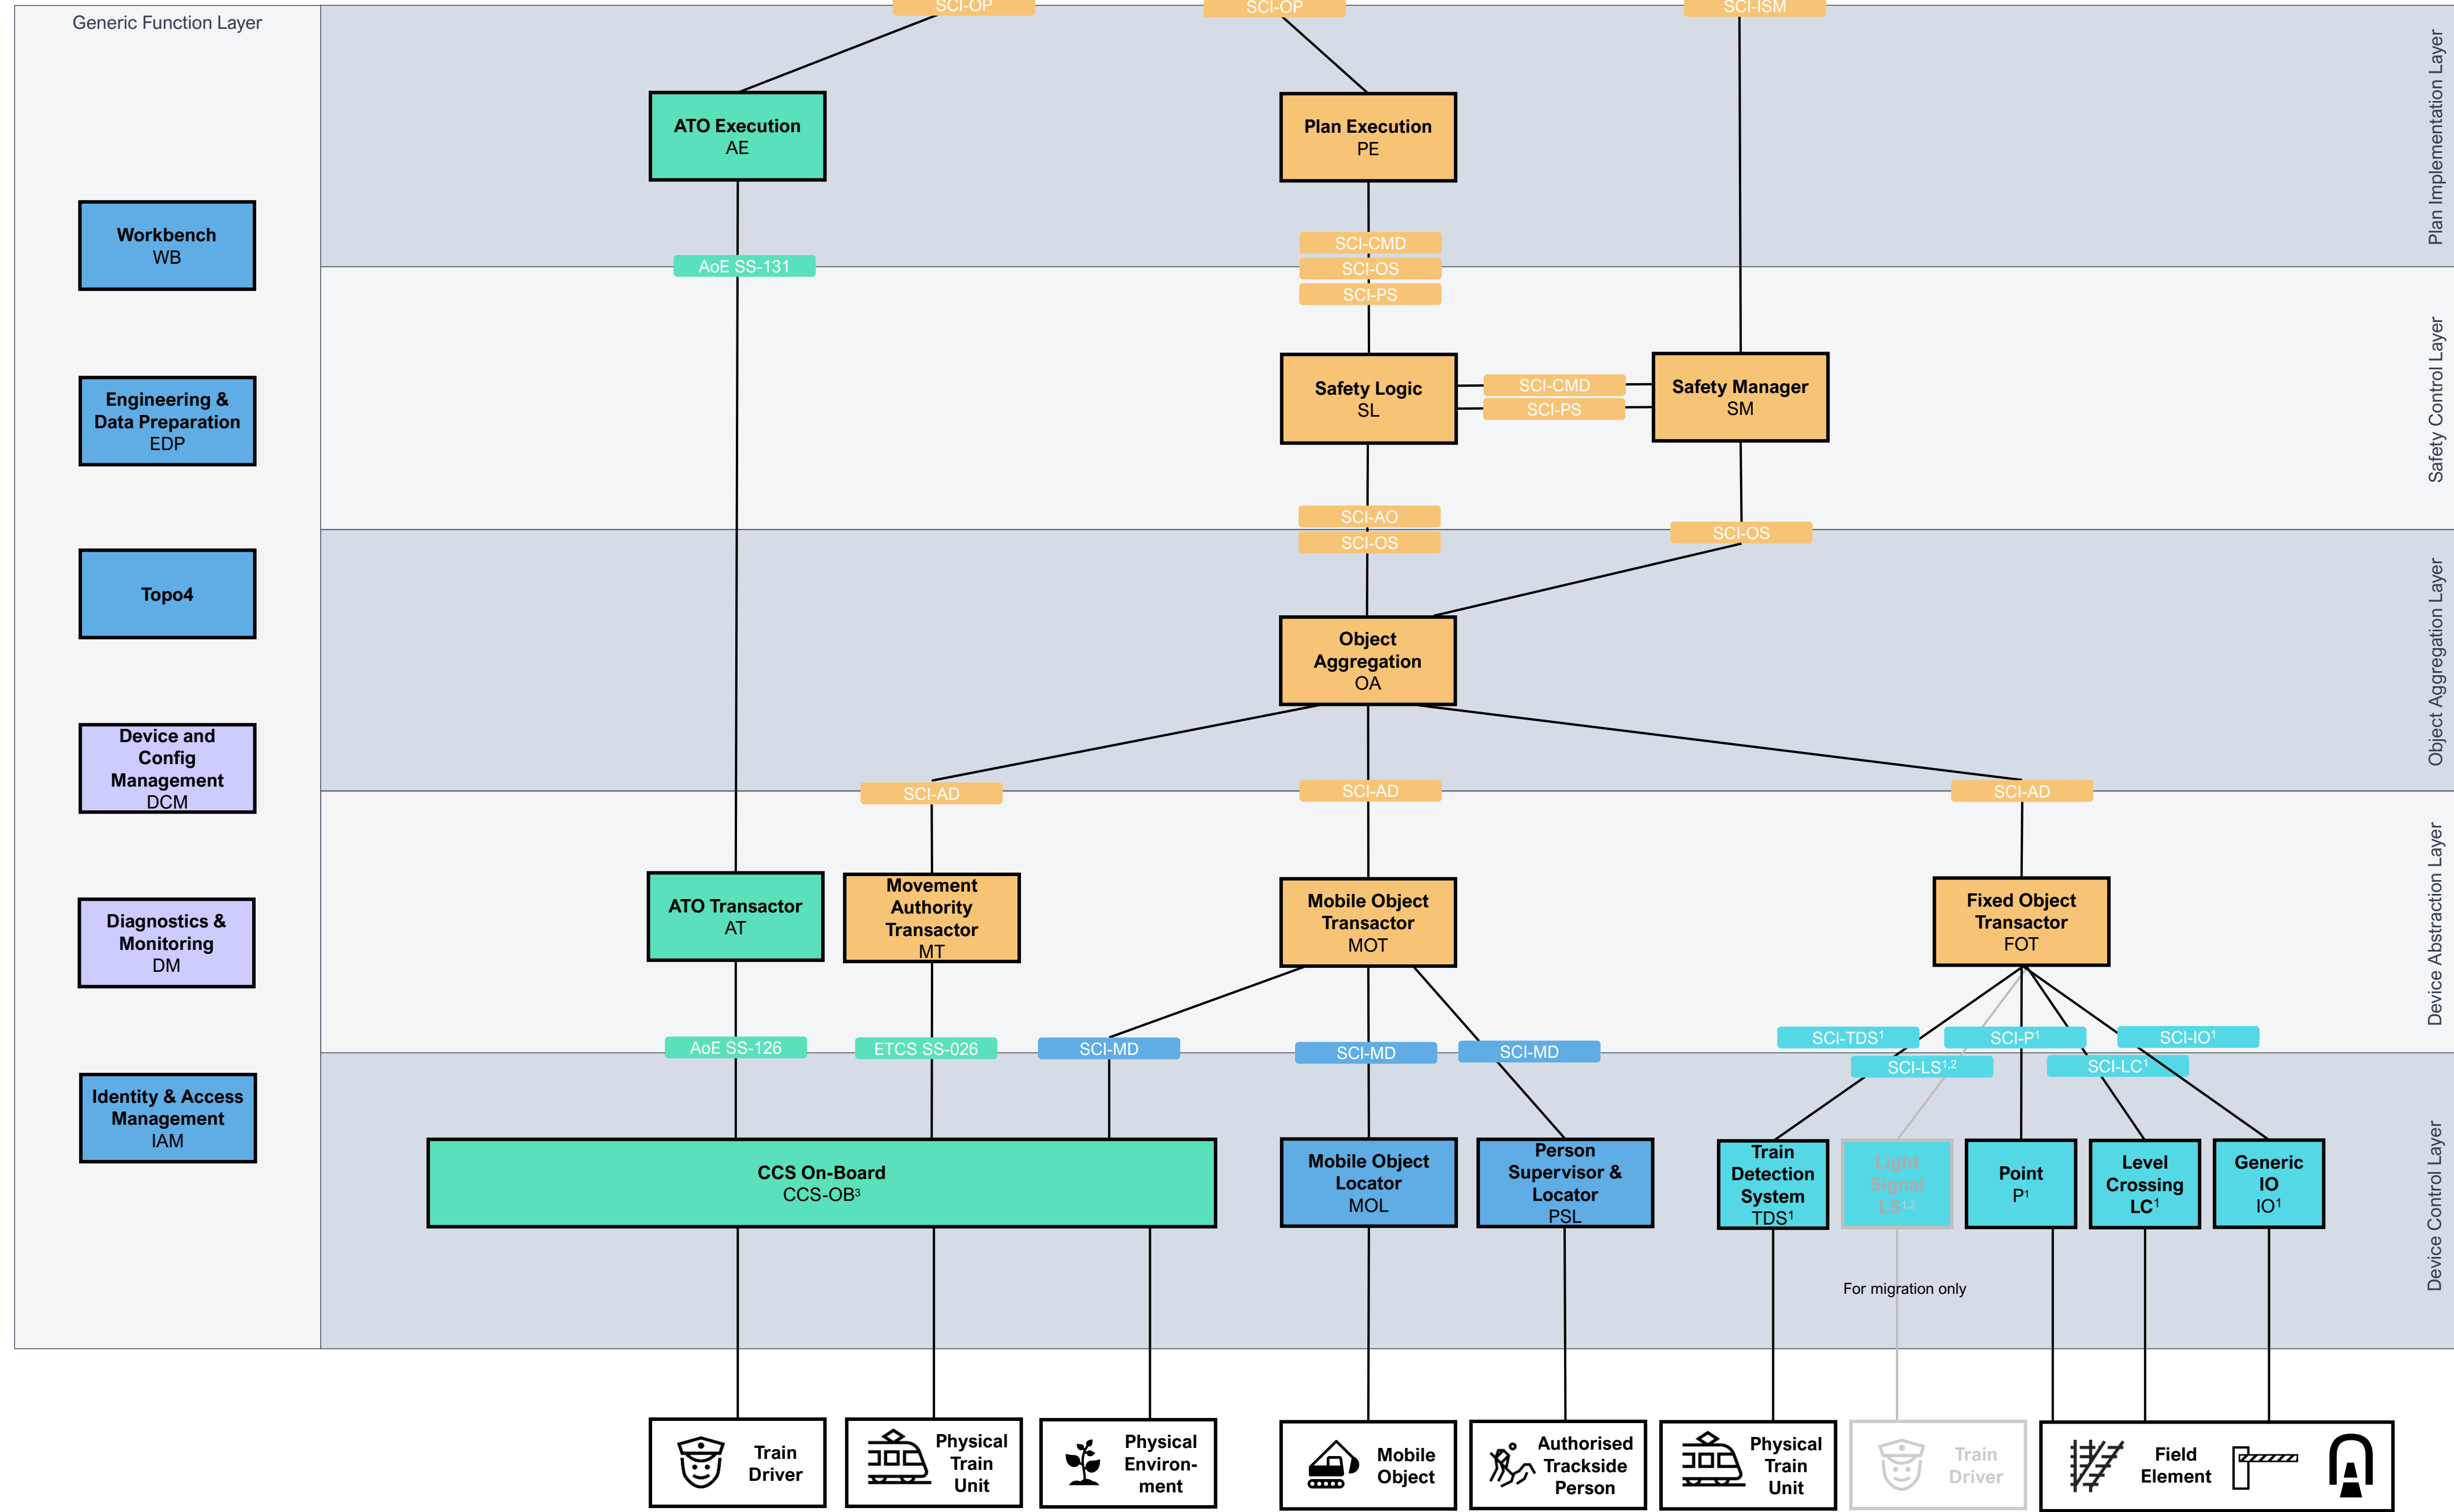 SCI-OP
SCI-OP
SCI-ISM
Generic Function Layer
Plan Implementation Layer
ATO Execution
AE
Plan Execution
PE
Workbench
WB
SCI-CMD
AoE SS-131
SCI-OS
SCI-PS
Safety Control Layer
Engineering &
Data Preparation
EDP
Safety Logic
SL
SCI-CMD
SCI-PS
Safety Manager
SM
SCI-AO
SCI-OS
SCI-OS
Object Aggregation Layer
Topo4
Object
Aggregation
OA
Device and
Config
Management
DCM
SCI-AD
SCI-AD
SCI-AD
Device Abstraction Layer
Diagnostics &
Monitoring
DM
ATO Transactor
AT
Movement
Authority
Transactor
MT
Mobile Object
Transactor
MOT
Fixed Object
Transactor
FOT
AoE SS-126
ETCS SS-026
SCI-MD
SCI-MD
SCI-MD
SCI-TDS¹
SCI-P¹
SCI-IO¹
SCI-LS¹,²
SCI-LC¹
Device Control Layer
Identity & Access
Management
IAM
CCS On-Board
CCS-OB³
Mobile Object
Locator
MOL
Person
Supervisor &
Locator
PSL
Train
Detection
System
TDS¹
Light
Signal
LS¹,²
Point
P¹
Level
Crossing
LC¹
Generic
IO
IO¹
For migration only
Train
Driver
Physical
Train
Unit
Physical
Environ-
ment
Mobile
Object
Authorised
Trackside
Person
Physical
Train
Unit
Train
Driver
Field
Element